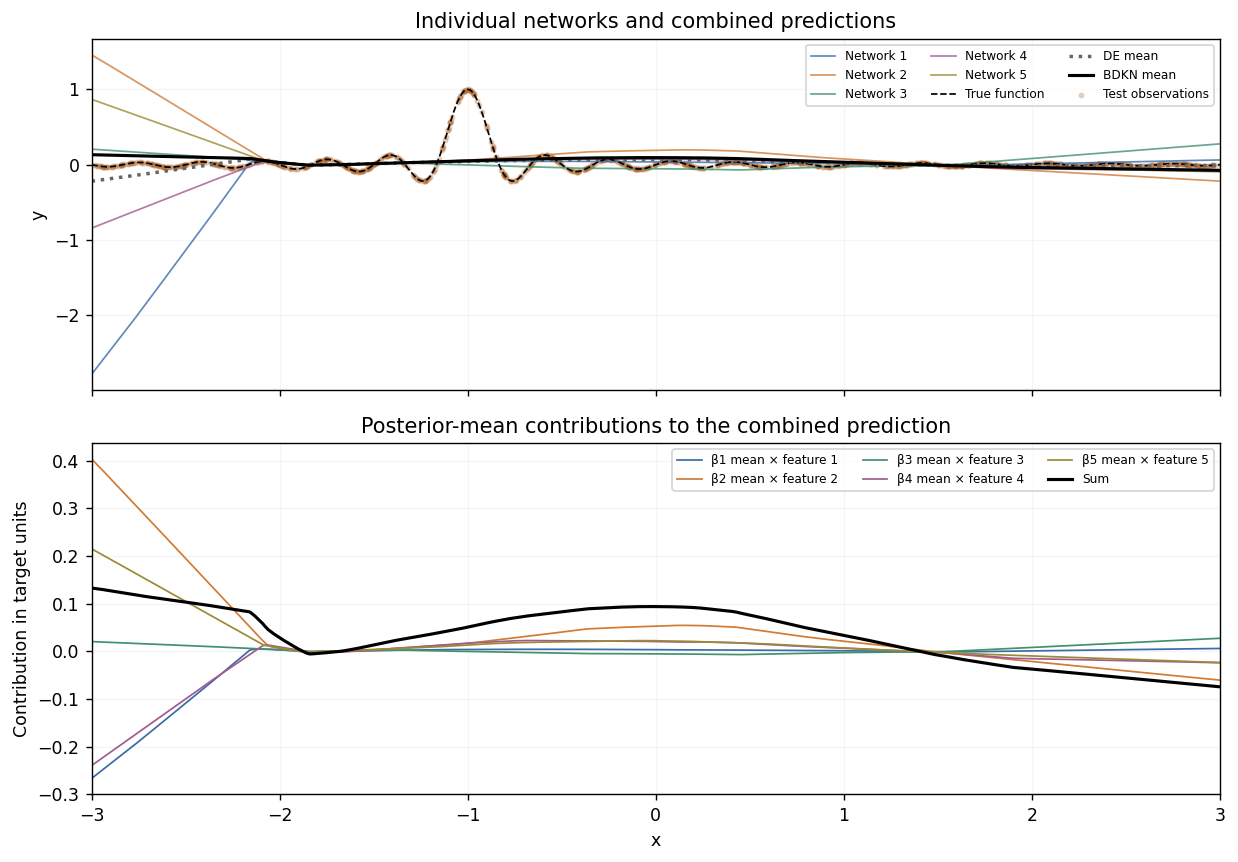 Individual networks and combined predictions
Network 1
Network 2
Network 3
Network 4
Network 5
True function
DE mean
BDKN mean
Test observations
1
0
−1
−2
y
Posterior-mean contributions to the combined prediction
β1 mean × feature 1
β2 mean × feature 2
β3 mean × feature 3
β4 mean × feature 4
β5 mean × feature 5
Sum
0.4
0.3
0.2
0.1
0.0
−0.1
−0.2
−0.3
Contribution in target units
−3
−2
−1
0
1
2
3
x